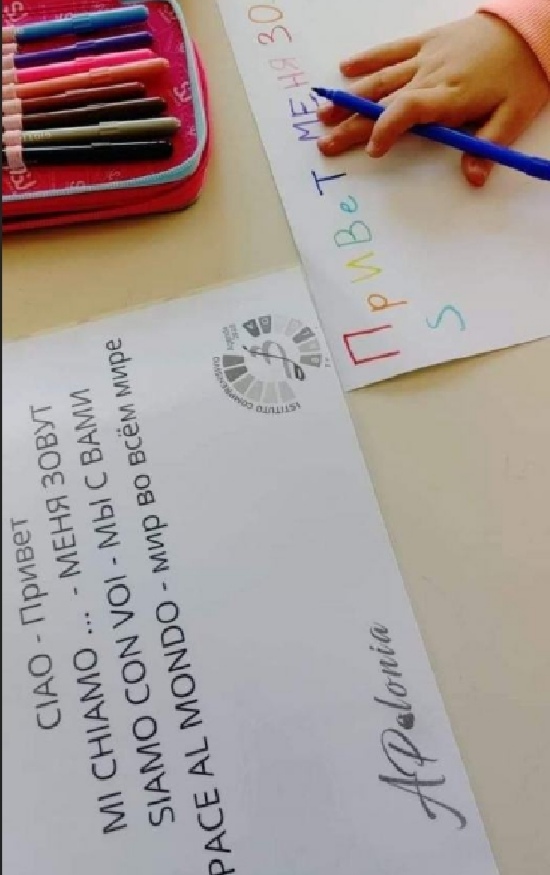 CIAO - Привет
MI CHIAMO ... - МЕНЯ ЗОВУТ
SIAMO CON VOI - МЫ С ВАМИ
PACE AL MONDO - мир во всём мире
ISTITUTO COMPRENSIVO
APolonia
ПриВеТ МЕНЯ ЗО
S